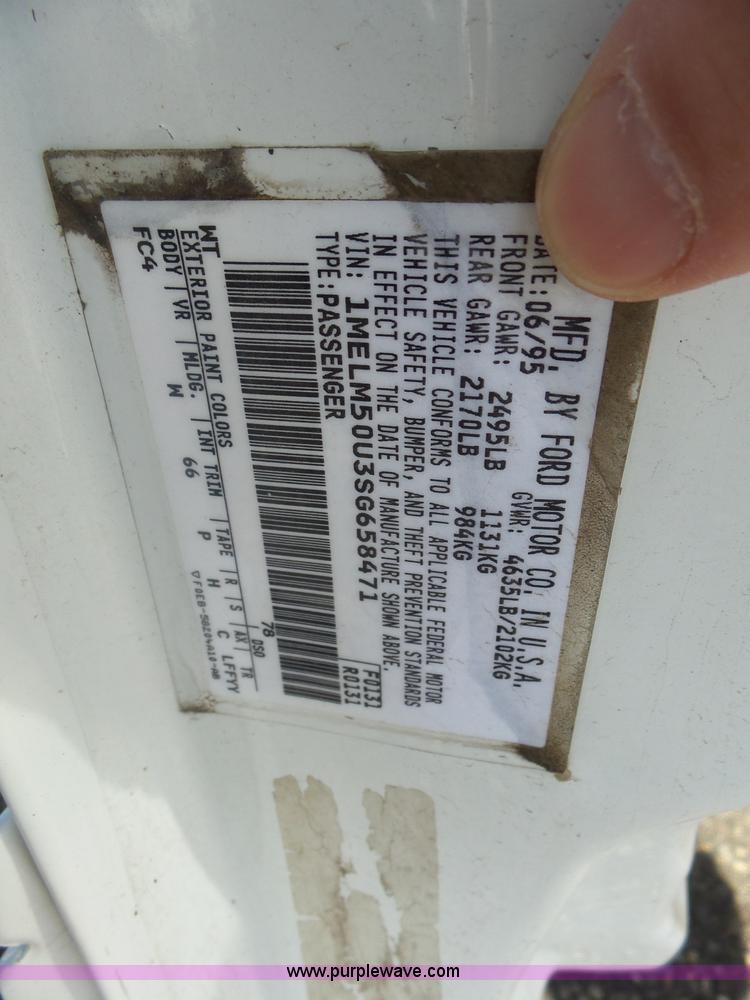 MFD. BY FORD MOTOR CO. IN U.S.A.
DATE: 06/95 GVWR: 4635LB/2102KG
FRONT GAWR: 2495LB 1131KG
REAR GAWR: 2170LB 984KG
THIS VEHICLE CONFORMS TO ALL APPLICABLE FEDERAL MOTOR
VEHICLE SAFETY, BUMPER, AND THEFT PREVENTION STANDARDS
IN EFFECT ON THE DATE OF MANUFACTURE SHOWN ABOVE.
VIN: 1MELM50U3SG658471
TYPE: PASSENGER
F0131
R0131
78
WT DSO
EXTERIOR PAINT COLORS
BODY | VR | MLDG. | INT TRIM | TAPE | R | S | AX | TR
FC4 W 66 P H C LFFYY
www.purplewave.com